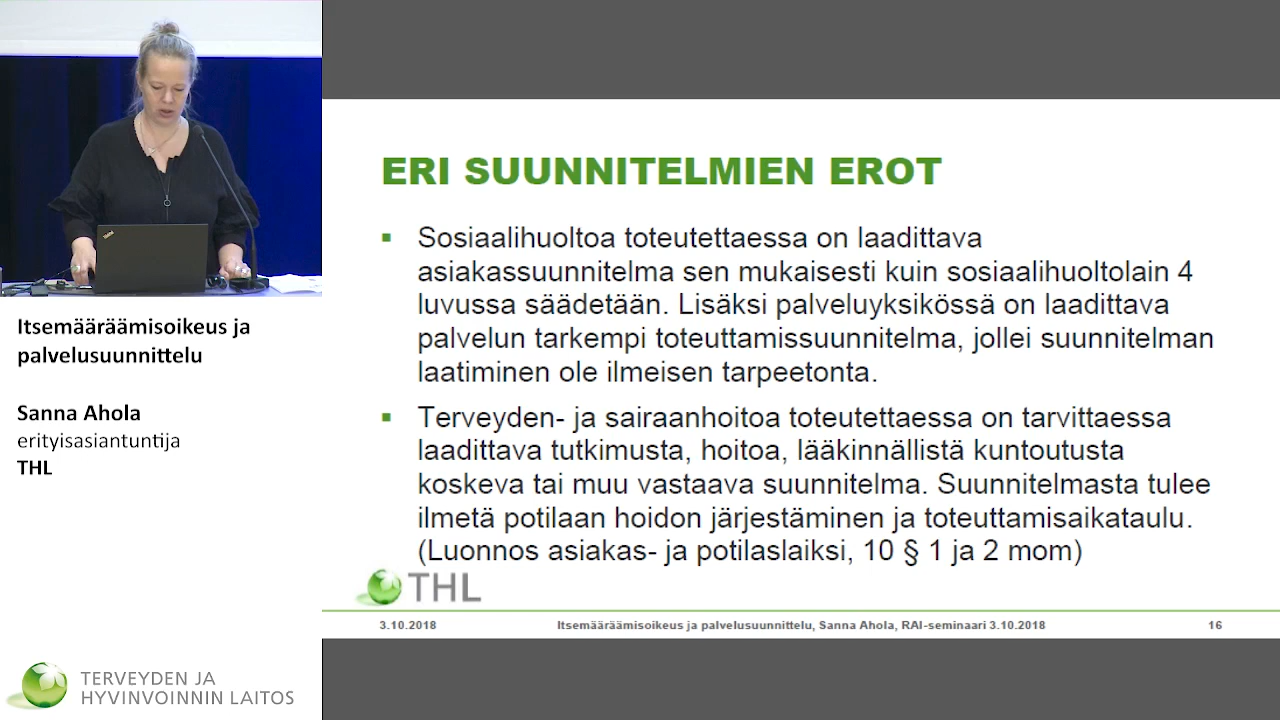 Itsemääräämisoikeus ja
palvelusuunnittelu
Sanna Ahola
erityisasiantuntija
THL
TERVEYDEN JA
HYVINVOINNIN LAITOS
ERI SUUNNITELMIEN EROT
▪ Sosiaalihuoltoa toteutettaessa on laadittava
asiakassuunnitelma sen mukaisesti kuin sosiaalihuoltolain 4
luvussa säädetään. Lisäksi palveluyksikössä on laadittava
palvelun tarkempi toteuttamissuunnitelma, jollei suunnitelman
laatiminen ole ilmeisen tarpeetonta.
▪ Terveyden- ja sairaanhoitoa toteutettaessa on tarvittaessa
laadittava tutkimusta, hoitoa, lääkinnällistä kuntoutusta
koskeva tai muu vastaava suunnitelma. Suunnitelmasta tulee
ilmetä potilaan hoidon järjestäminen ja toteuttamisaikataulu.
(Luonnos asiakas- ja potilaslaiksi, 10 § 1 ja 2 mom)
THL
3.10.2018 Itsemääräämisoikeus ja palvelusuunnittelu, Sanna Ahola, RAI-seminaari 3.10.2018 16